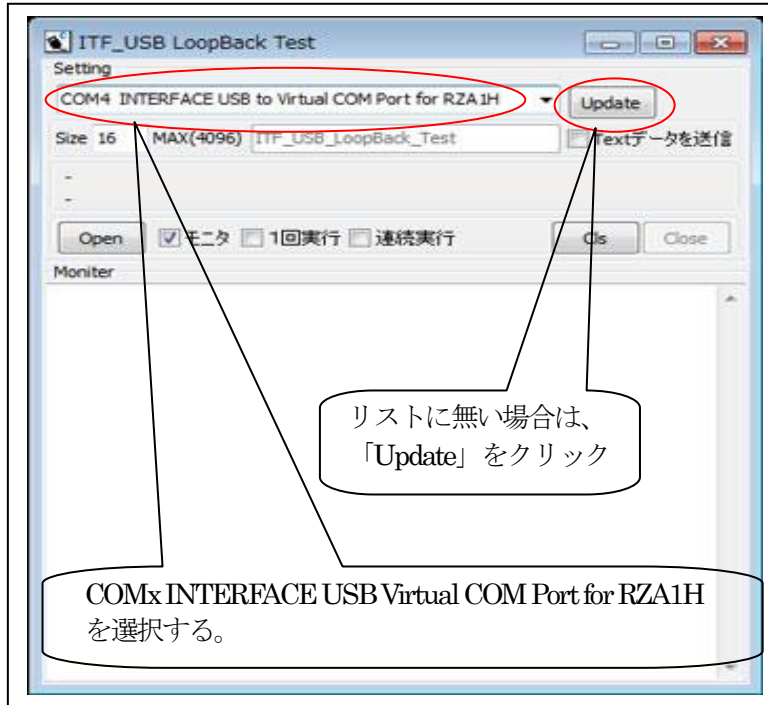 ITF_USB LoopBack Test
Setting
COM4 INTERFACE USB to Virtual COM Port for RZA1H
Update
Size 16 MAX(4096) ITF_USB_LoopBack_Test Textデータを送信
-
-
Open モニタ 1回実行 連続実行 Cls Close
Moniter
リストに無い場合は、
「Update」をクリック
COMx INTERFACE USB Virtual COM Port for RZA1H
を選択する。